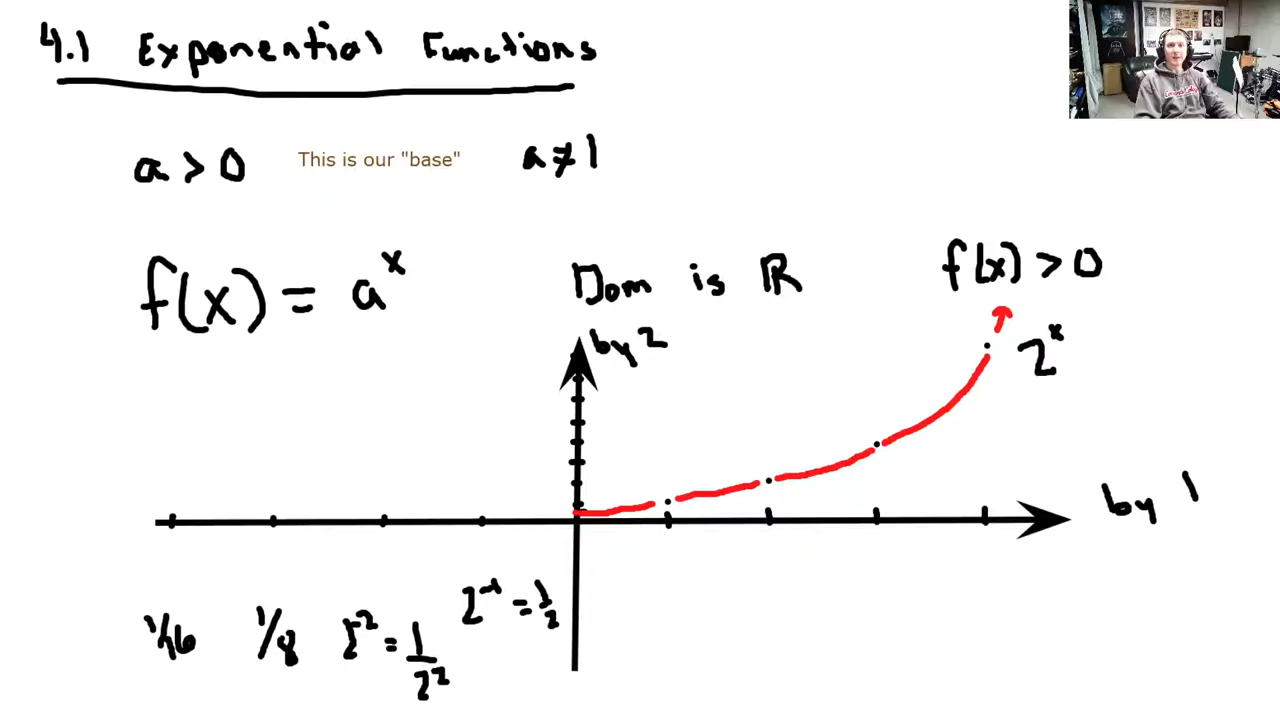 4.1 Exponential Functions
a > 0 This is our "base" a ≠ 1
f(x) = a^x Dom is ℝ f(x) > 0
by 2
2^x
by 1
1/16 1/8 2^-2 = 1/2^2 2^-1 = 1/2